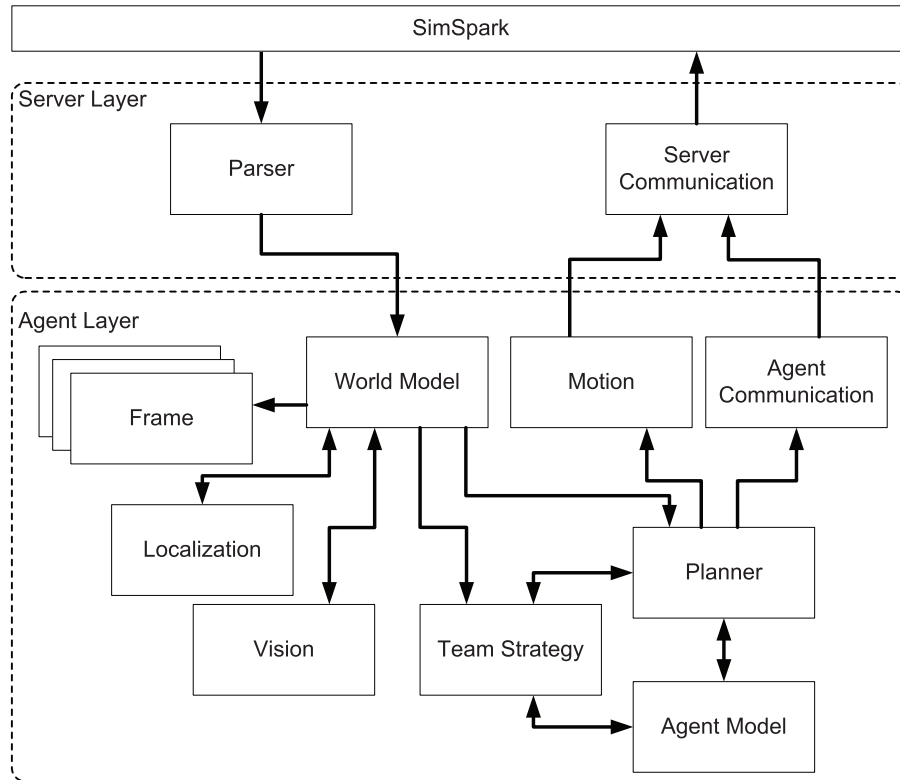 SimSpark
Server Layer
Parser
Server
Communication
Agent Layer
World Model
Motion
Agent
Communication
Frame
Localization
Planner
Vision
Team Strategy
Agent Model